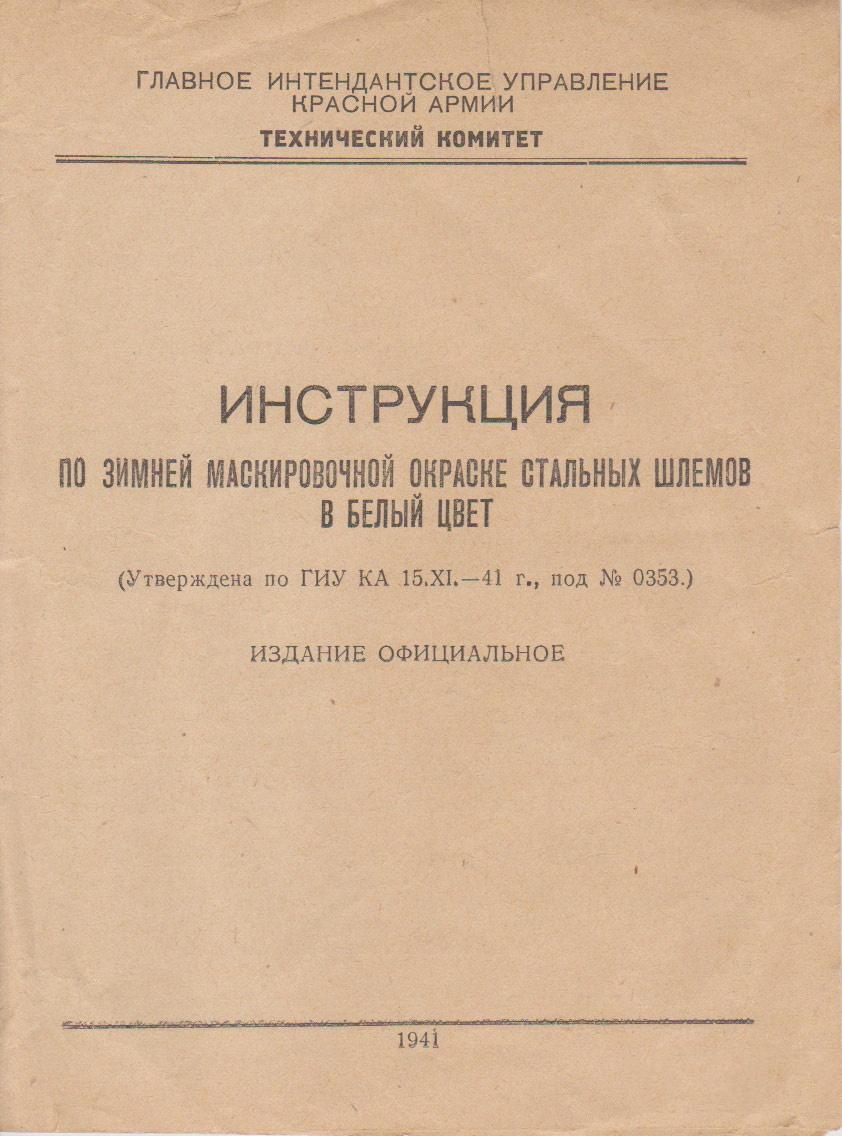 ГЛАВНОЕ ИНТЕНДАНТСКОЕ УПРАВЛЕНИЕ
КРАСНОЙ АРМИИ
ТЕХНИЧЕСКИЙ КОМИТЕТ
ИНСТРУКЦИЯ
ПО ЗИМНЕЙ МАСКИРОВОЧНОЙ ОКРАСКЕ СТАЛЬНЫХ ШЛЕМОВ
В БЕЛЫЙ ЦВЕТ
(Утверждена по ГИУ КА 15.XI.—41 г., под № 0353.)
ИЗДАНИЕ ОФИЦИАЛЬНОЕ
1941